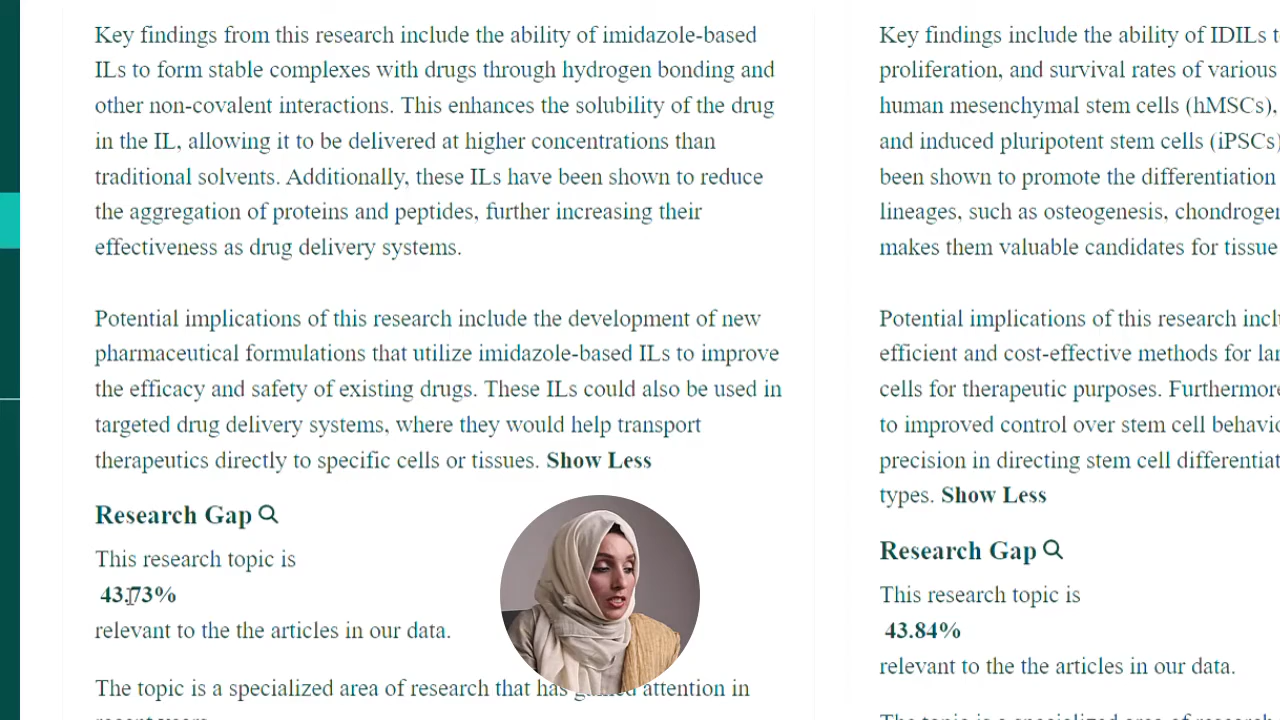 Key findings from this research include the ability of imidazole-based
ILs to form stable complexes with drugs through hydrogen bonding and
other non-covalent interactions. This enhances the solubility of the drug
in the IL, allowing it to be delivered at higher concentrations than
traditional solvents. Additionally, these ILs have been shown to reduce
the aggregation of proteins and peptides, further increasing their
effectiveness as drug delivery systems.
Potential implications of this research include the development of new
pharmaceutical formulations that utilize imidazole-based ILs to improve
the efficacy and safety of existing drugs. These ILs could also be used in
targeted drug delivery systems, where they would help transport
therapeutics directly to specific cells or tissues. Show Less
Research Gap
This research topic is
43.73%
relevant to the the articles in our data.
The topic is a specialized area of research that has gained attention in
Key findings include the ability of IDILs
proliferation, and survival rates of various
human mesenchymal stem cells (hMSCs),
and induced pluripotent stem cells (iPSCs)
been shown to promote the differentiation
lineages, such as osteogenesis,
makes them valuable candidates for tissue
Potential implications of this research
efficient and cost-effective methods for
cells for therapeutic purposes.
to improved control over stem cell
precision in directing stem cell
types. Show Less
Research Gap
This research topic is
43.84%
relevant to the the articles in our data.